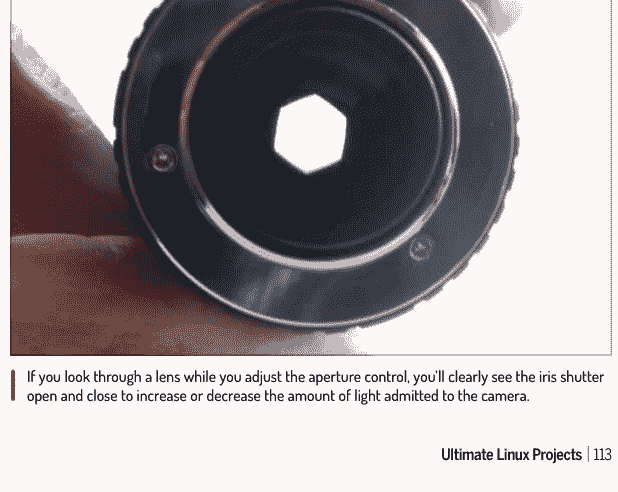 If you look through a lens while you adjust the aperture control, you'll clearly see the iris shutter
open and close to increase or decrease the amount of light admitted to the camera.
Ultimate Linux Projects | 113